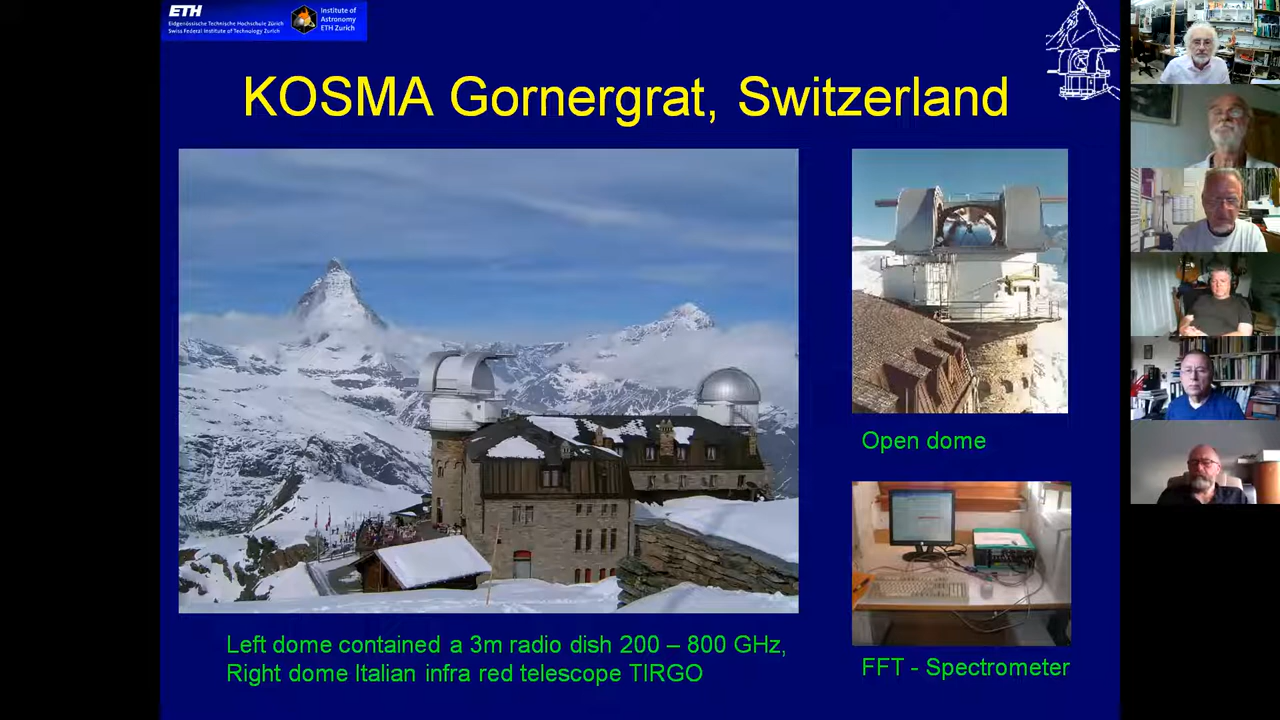 ETH
Eidgenössische Technische Hochschule Zürich
Swiss Federal Institute of Technology Zurich
Institute of
Astronomy
ETH Zurich
KOSMA Gornergrat, Switzerland
Open dome
Left dome contained a 3m radio dish 200 – 800 GHz,
Right dome Italian infra red telescope TIRGO
FFT - Spectrometer